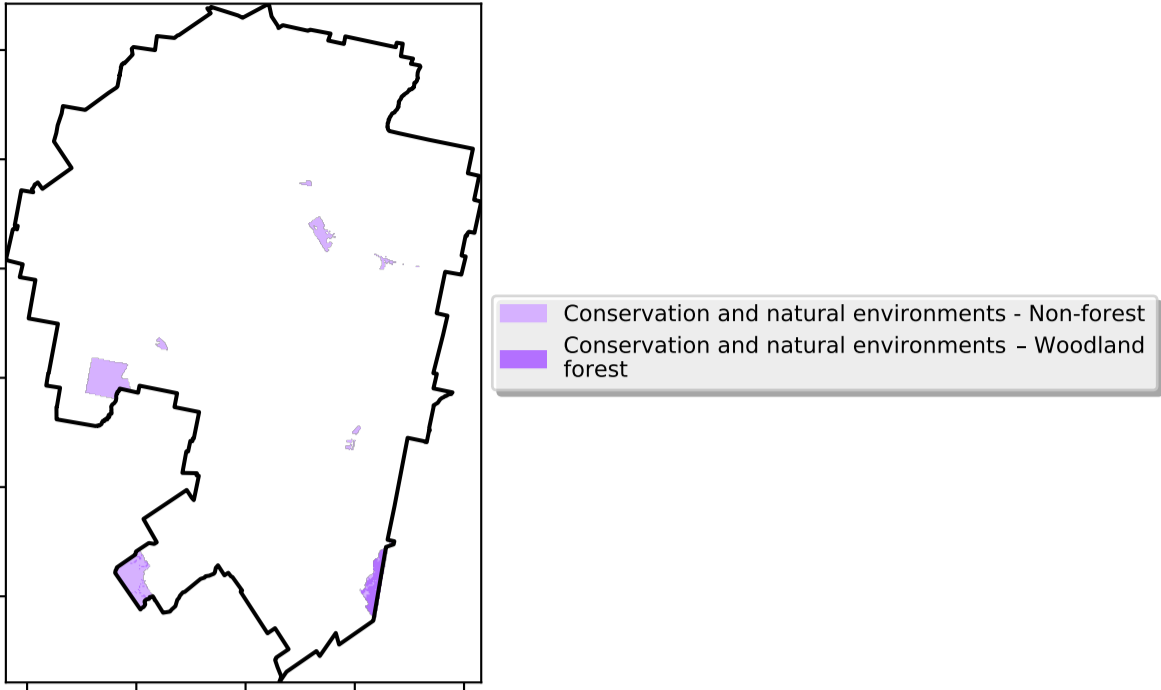 Conservation and natural environments - Non-forest
Conservation and natural environments – Woodland
forest